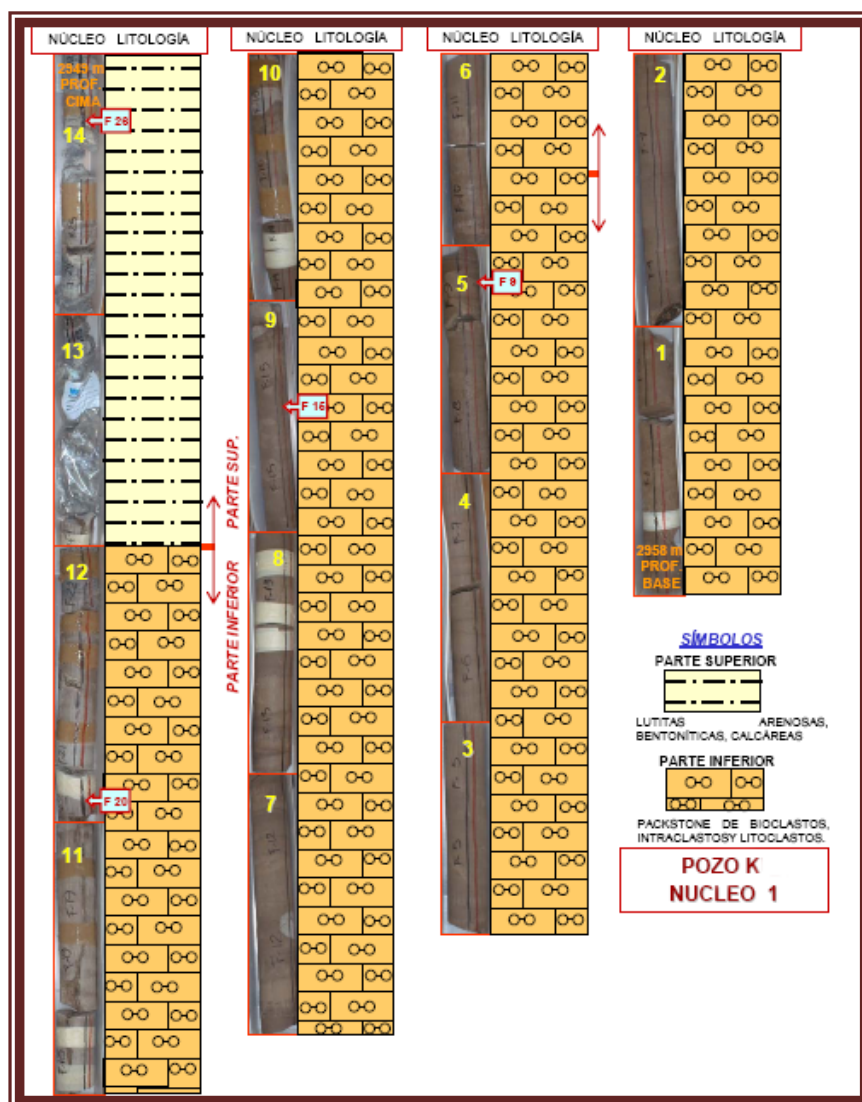 NÚCLEO LITOLOGÍA
2945 m
PROF.
CIMA
14
F 26
13
12
F 20
11
PARTE SUP.
PARTE INFERIOR
NÚCLEO LITOLOGÍA
10
9
F 15
8
7
NÚCLEO LITOLOGÍA
6
5
F 9
4
3
NÚCLEO LITOLOGÍA
2
1
2958 m
PROF.
BASE
SÍMBOLOS
PARTE SUPERIOR
LUTITAS ARENOSAS,
BENTONÍTICAS, CALCÁREAS
PARTE INFERIOR
PACKSTONE DE BIOCLASTOS,
INTRACLASTOSY LITOCLASTOS.
POZO K
NUCLEO 1